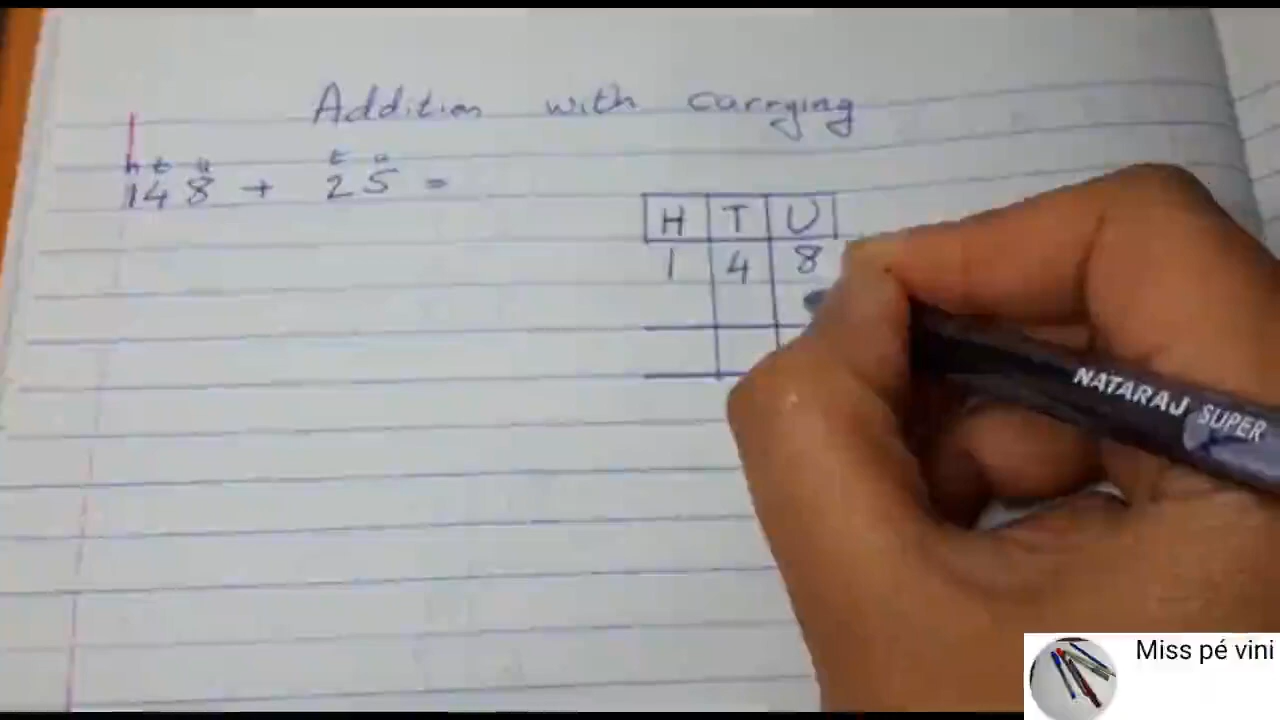 Addition with carrying
h t u t u
148 + 25 =
H T U
1 4 8
NATARAJ SUPER
Miss pé vini